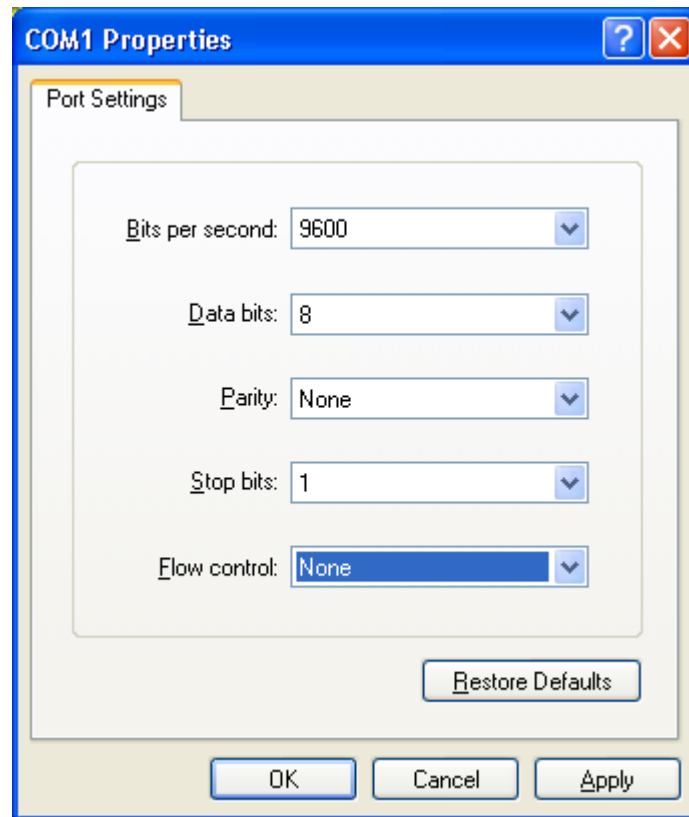 COM1 Properties
Port Settings
Bits per second: 9600
Data bits: 8
Parity: None
Stop bits: 1
Flow control: None
Restore Defaults
OK Cancel Apply